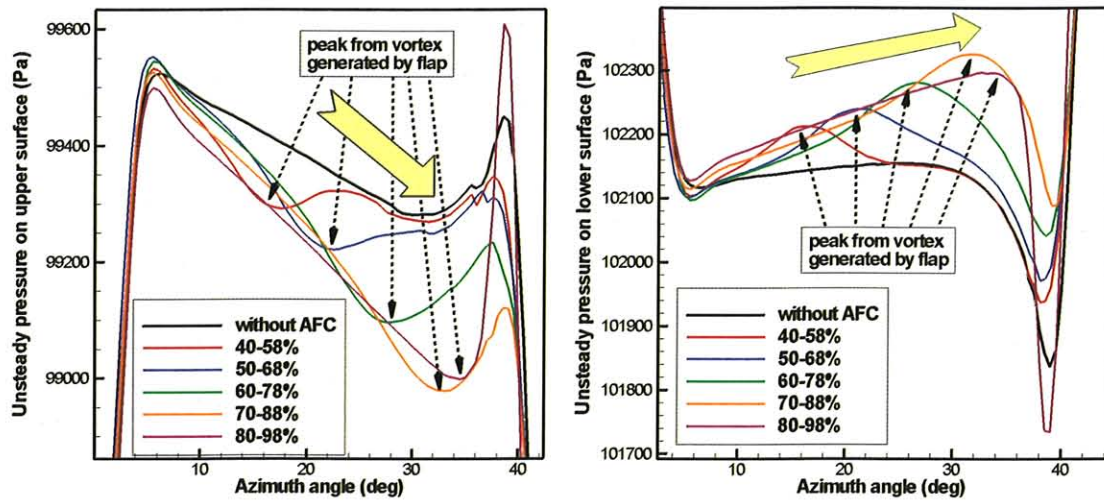 Unsteady pressure on upper surface (Pa)
99600
99400
99200
99000
peak from vortex
generated by flap
without AFC
40-58%
50-68%
60-78%
70-88%
80-98%
10
20
30
40
Azimuth angle (deg)
Unsteady pressure on lower surface (Pa)
102300
102200
102100
102000
101900
101800
101700
peak from vortex
generated by flap
without AFC
40-58%
50-68%
60-78%
70-88%
80-98%
10
20
30
40
Azimuth angle (deg)